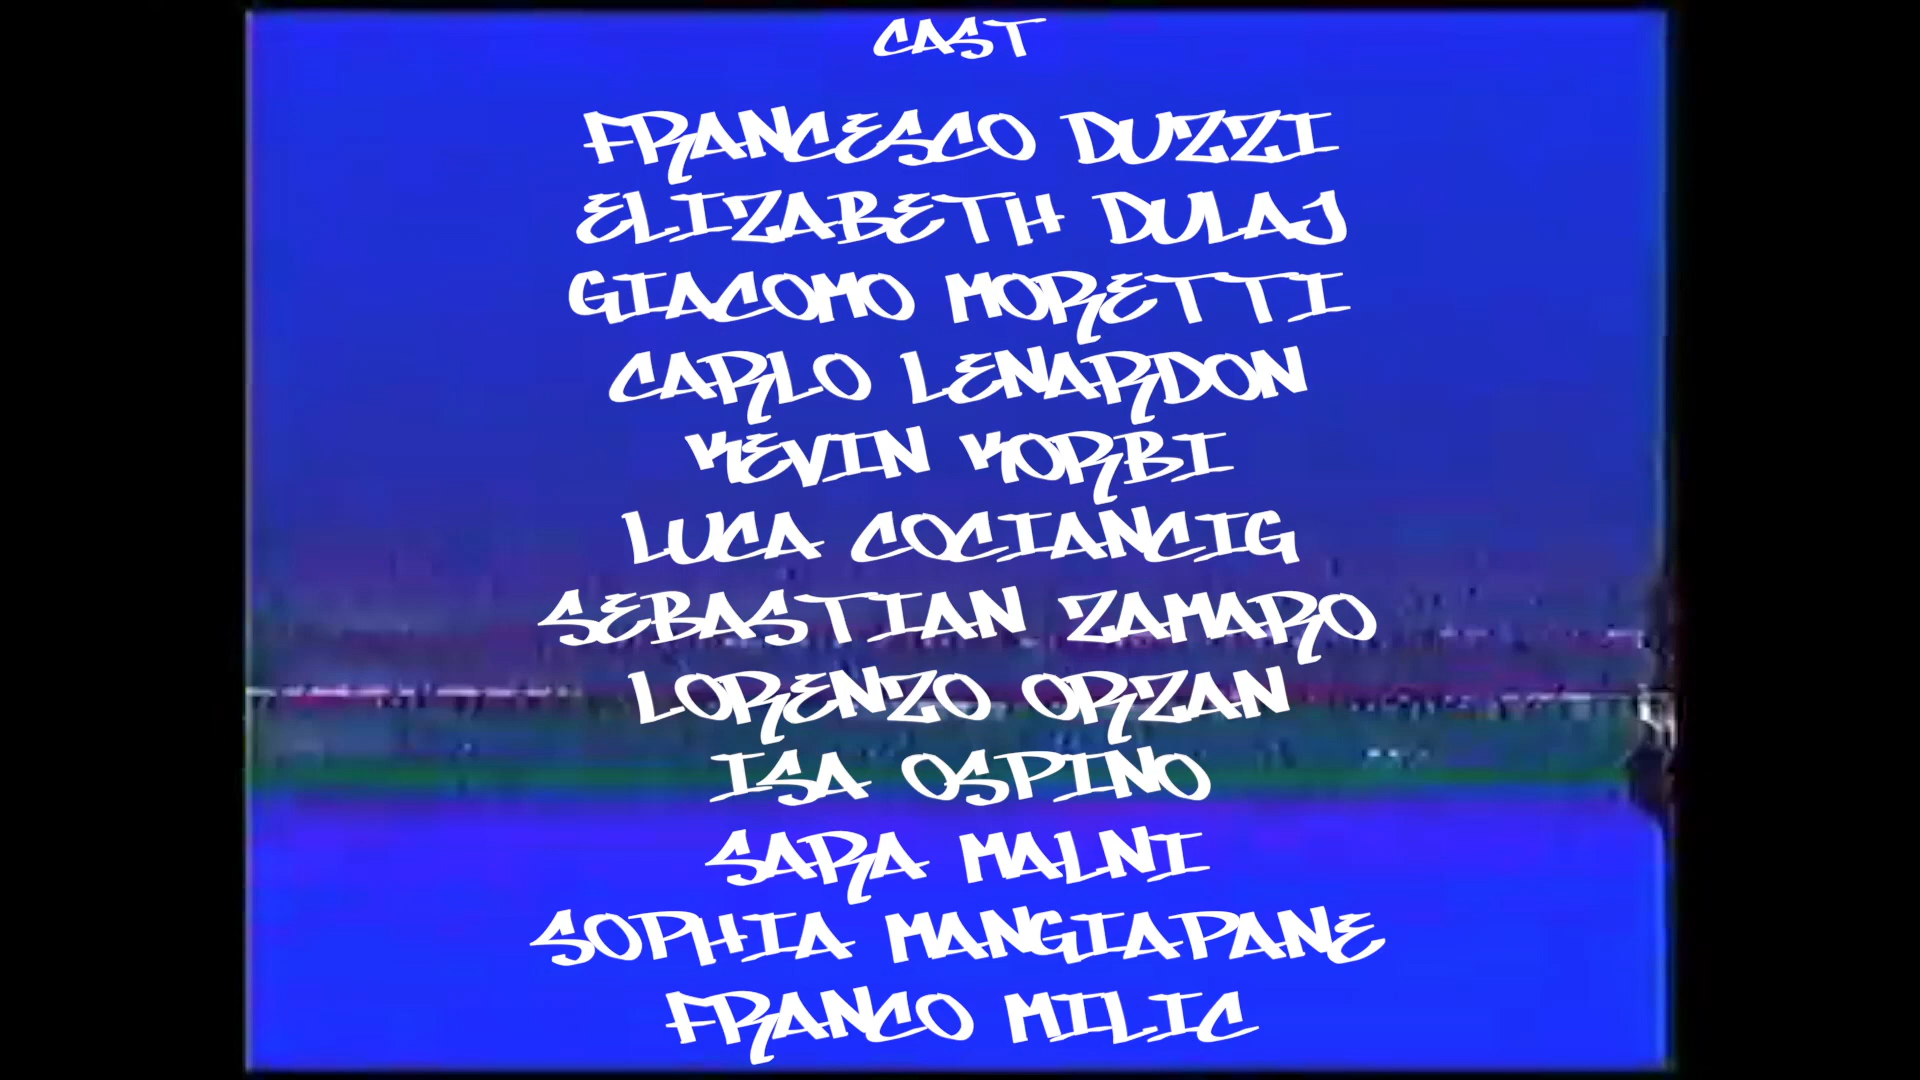 CAST
FRANCESCO DUZZI
ELIZABETH DULAJ
GIACOMO MORETTI
CARLO LENARDON
KEVIN KORBI
LUCA COCIANCIG
SEBASTIAN ZAMARO
LORENZO ORZAN
ISA OSPINO
SARA MALNI
SOPHIA MANGIAPANE
FRANCO MILIC